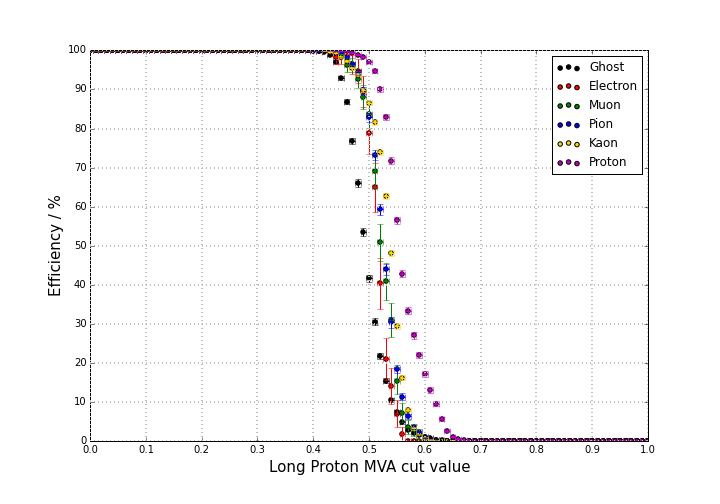 100
90
80
70
60
50
40
30
20
10
0
Efficiency / %
0.0 0.1 0.2 0.3 0.4 0.5 0.6 0.7 0.8 0.9 1.0
Long Proton MVA cut value
Ghost
Electron
Muon
Pion
Kaon
Proton